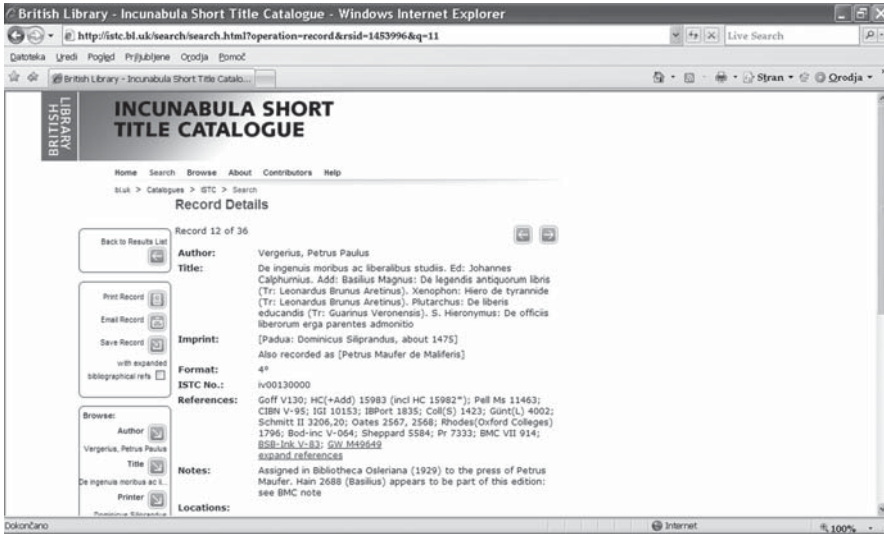 British Library - Incunabula Short Title Catalogue - Windows Internet Explorer
http://istc.bl.uk/search/search.html?operation=record&rsid=1453996&q=11
Live Search
Datoteka Uredi Pogled Priljubljene Orodja Pomoč
British Library - Incunabula Short Title Catalo...
Stran Orodja
BRITISH LIBRARY
INCUNABULA SHORT
TITLE CATALOGUE
Home Search Browse About Contributors Help
bl.uk > Catalogues > ISTC > Search
Record Details
Record 12 of 36
Back to Results List
Author: Vergerius, Petrus Paulus
Title: De ingenuis moribus ac liberalibus studiis. Ed: Johannes
Calphurnius. Add: Basilius Magnus: De legendis antiquorum libris
(Tr: Leonardus Brunus Aretinus). Xenophon: Hiero de tyrannide
(Tr: Leonardus Brunus Aretinus). Plutarchus: De liberis
educandis (Tr: Guarinus Veronensis). S. Hieronymus: De officiis
liberorum erga parentes admonitio
Print Record
Email Record
Save Record
with expanded
bibliographical refs
Imprint: [Padua: Dominicus Siliprandus, about 1475]
Also recorded as [Petrus Maufer de Maliferis]
Format: 4°
ISTC No.: iv00130000
References: Goff V130; HC(+Add) 15983 (incl HC 15982*); Pell Ms 11463;
CIBN V-95; IGI 10153; IBPort 1835; Coll(S) 1423; Günt(L) 4002;
Schmitt II 3206,20; Oates 2567, 2568; Rhodes(Oxford Colleges)
1796; Bod-inc V-064; Sheppard 5584; Pr 7333; BMC VII 914;
BSB-Ink V-83; GW M49649
expand references
Browse:
Author
Vergerius, Petrus Paulus
Title
De ingenuis moribus ac li...
Printer
Dominicus Siliprandus
Notes: Assigned in Bibliotheca Osleriana (1929) to the press of Petrus
Maufer. Hain 2688 (Basilius) appears to be part of this edition:
see BMC note
Locations:
Dokončano
Internet
100%